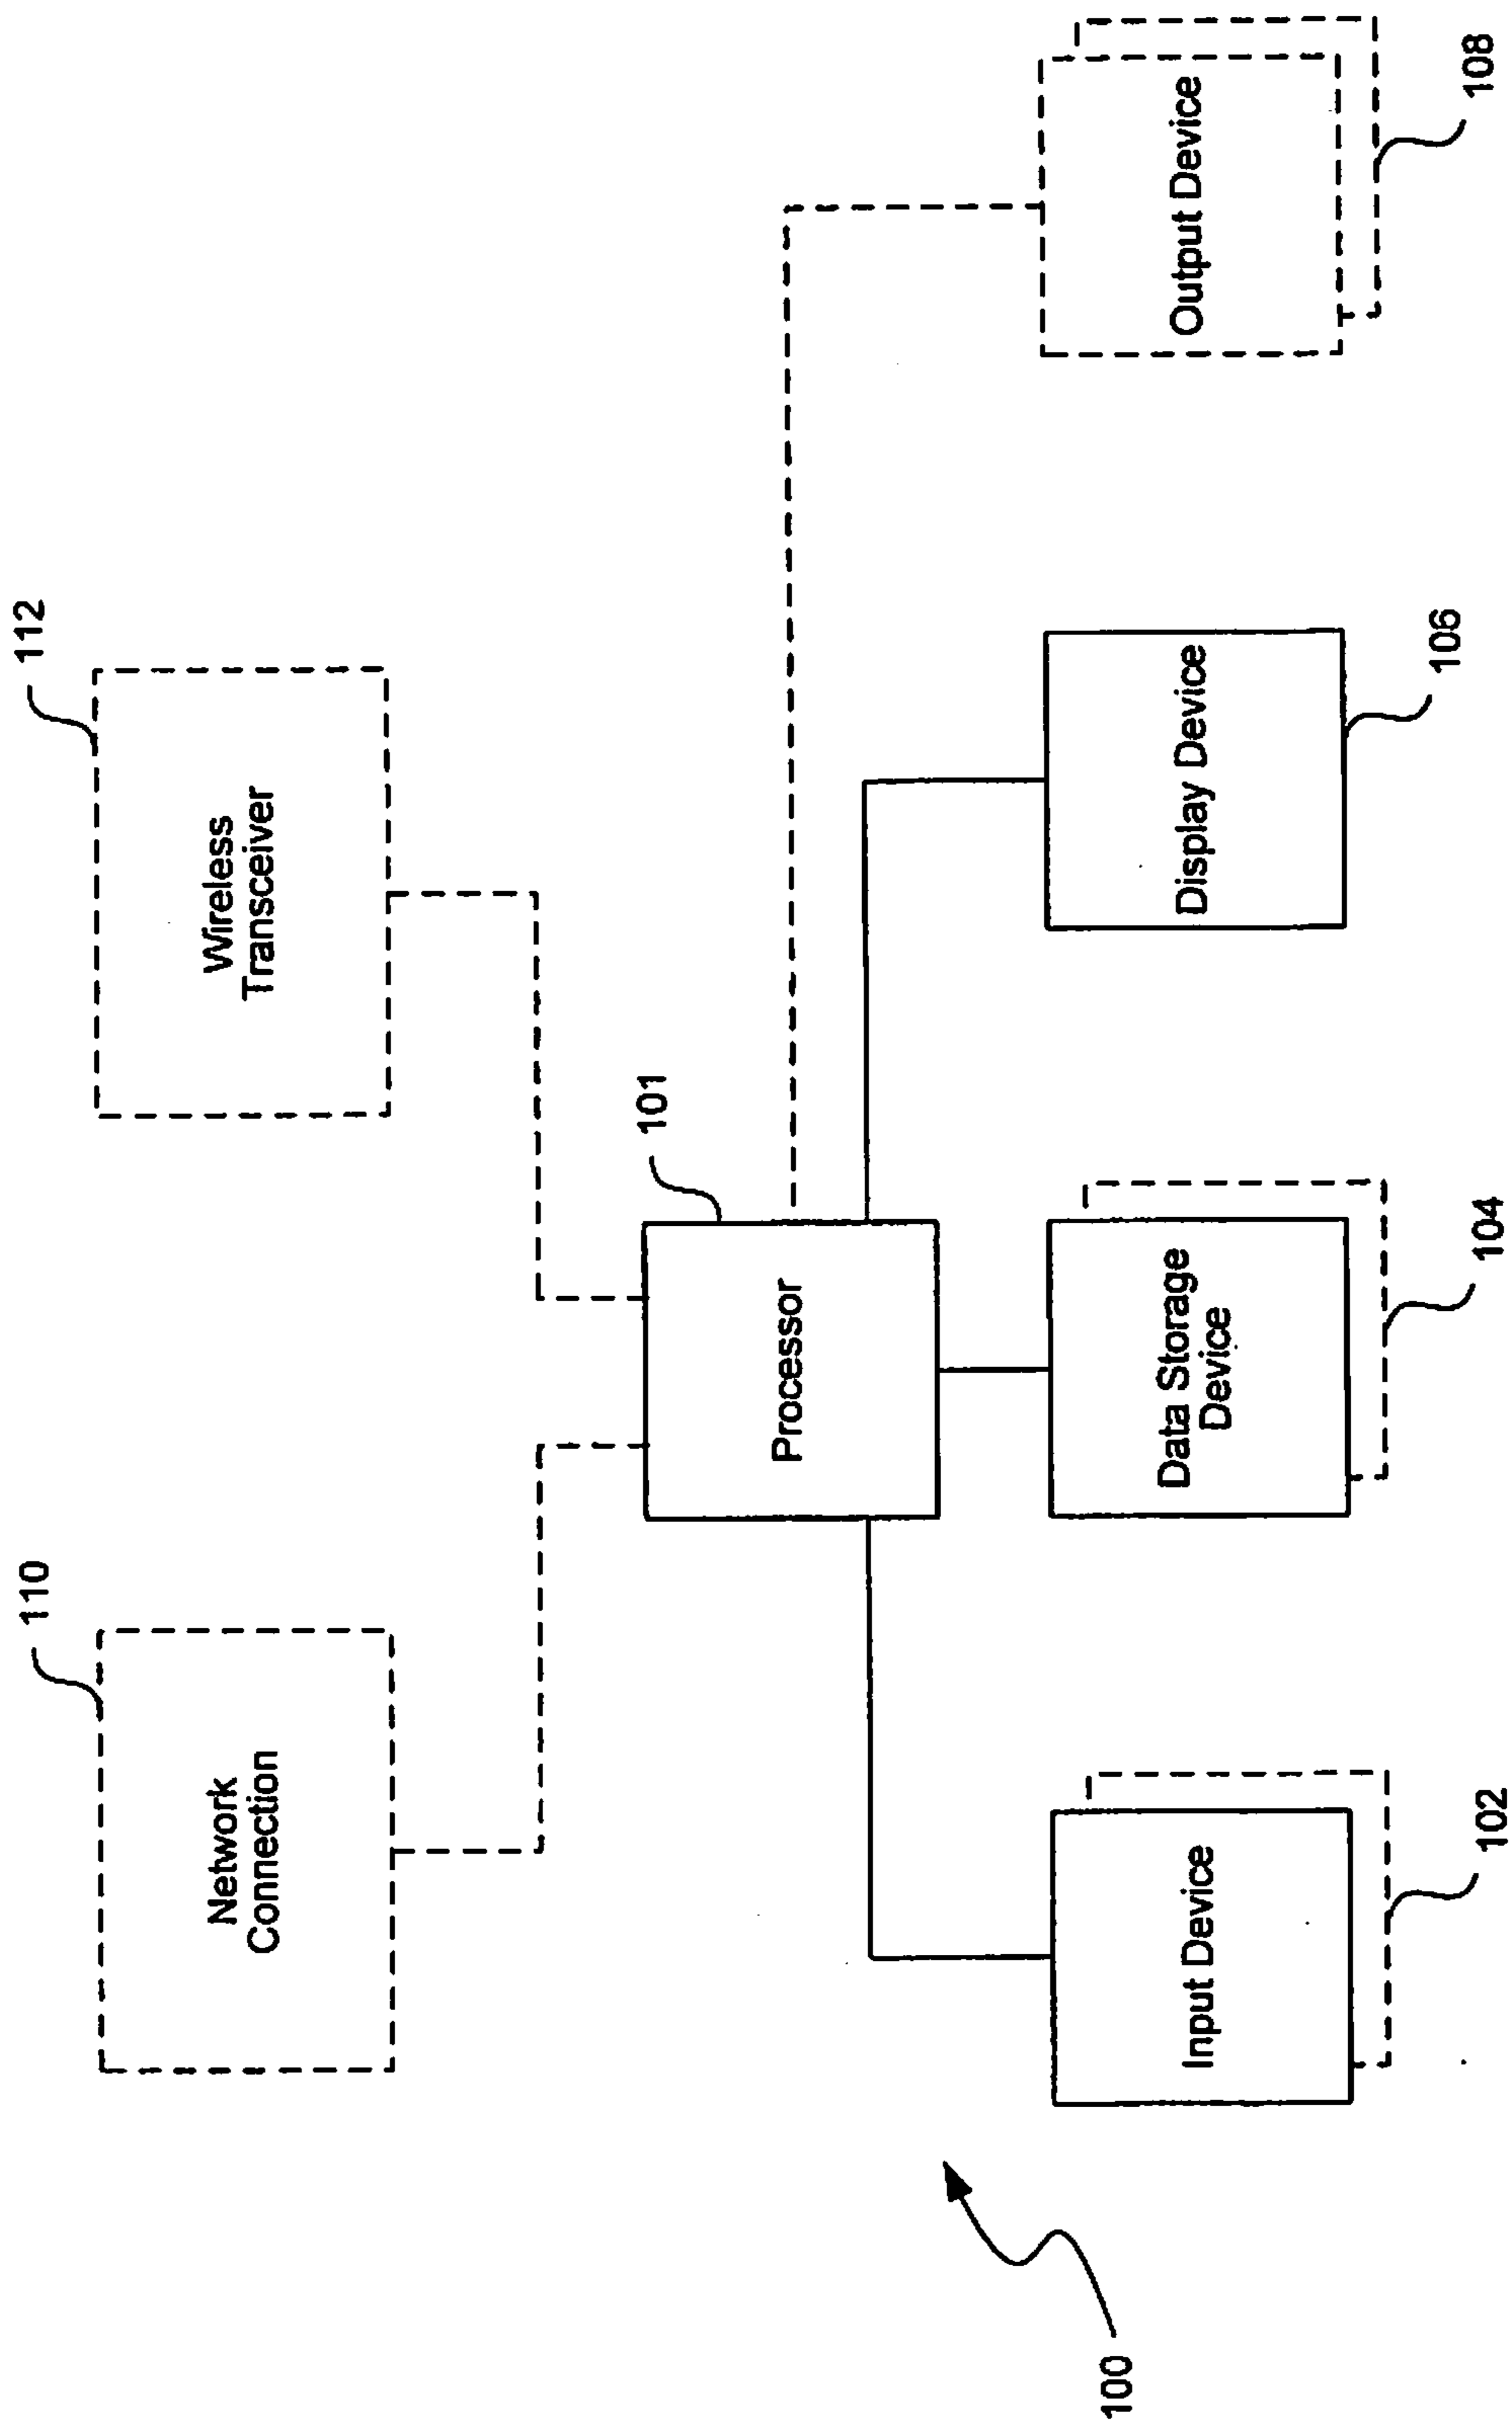 110
112
Network
Connection
Wireless
Transceiver
101
Processor
Input Device
Data Storage
Device
Display Device
Output Device
100
102
104
106
108